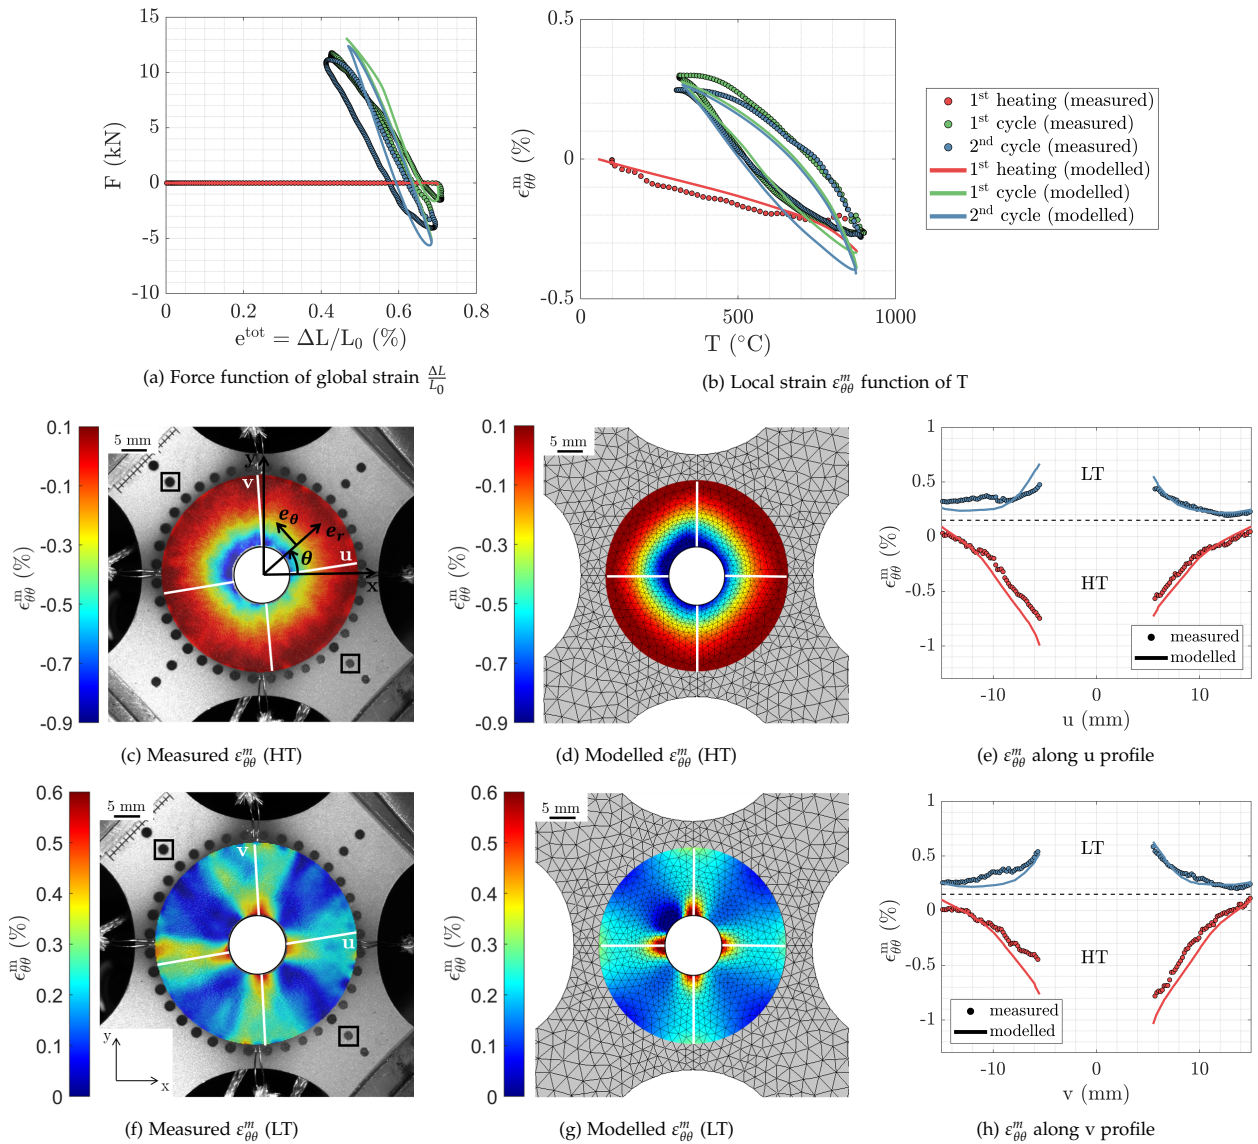 15
10
5
0
-5
-10
F (kN)
0
0.2
0.4
0.6
0.8
e^tot = ΔL/L₀ (%)
(a) Force function of global strain ΔL/L₀
0.5
0
-0.5
ϵ^m_θθ (%)
0
500
1000
T (°C)
(b) Local strain ε^m_θθ function of T
1st heating (measured)
1st cycle (measured)
2nd cycle (measured)
1st heating (modelled)
1st cycle (modelled)
2nd cycle (modelled)
0.1
-0.1
-0.3
-0.5
-0.7
-0.9
ϵ^m_θθ (%)
5 mm
y
v
e_θ
e_r
θ
u
x
(c) Measured ε^m_θθ (HT)
0.1
-0.1
-0.3
-0.5
-0.7
-0.9
ϵ^m_θθ (%)
5 mm
(d) Modelled ε^m_θθ (HT)
1
0.5
0
-0.5
-1
ϵ^m_θθ (%)
LT
HT
measured
modelled
-10
0
10
u (mm)
(e) ε^m_θθ along u profile
0.6
0.5
0.4
0.3
0.2
0.1
0
ϵ^m_θθ (%)
5 mm
v
u
y
x
(f) Measured ε^m_θθ (LT)
0.6
0.5
0.4
0.3
0.2
0.1
0
ϵ^m_θθ (%)
5 mm
(g) Modelled ε^m_θθ (LT)
1
0.5
0
-0.5
-1
ϵ^m_θθ (%)
LT
HT
measured
modelled
-10
0
10
v (mm)
(h) ε^m_θθ along v profile